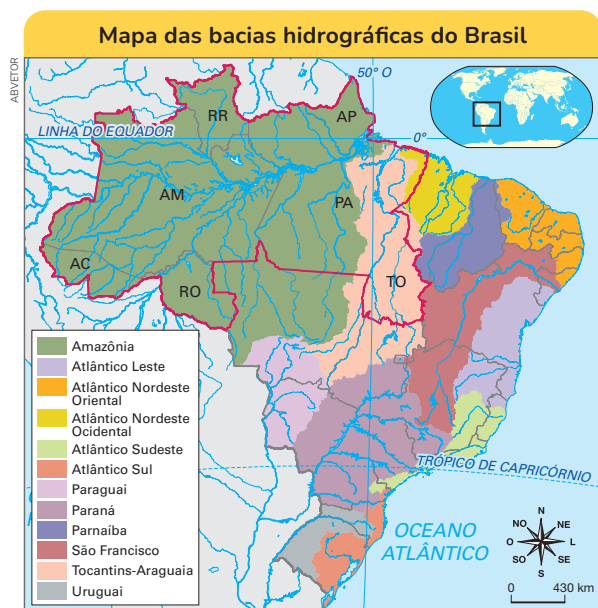 Mapa das bacias hidrográficas do Brasil
ABVETOR
50° O
LINHA DO EQUADOR
0°
RR
AP
AM
PA
AC
RO
TO
Amazônia
Atlântico Leste
Atlântico Nordeste
Oriental
Atlântico Nordeste
Ocidental
Atlântico Sudeste
Atlântico Sul
Paraguai
Paraná
Parnaíba
São Francisco
Tocantins-Araguaia
Uruguai
TRÓPICO DE CAPRICÓRNIO
OCEANO
ATLÂNTICO
N
NO
NE
O
L
SO
SE
S
0
430 km